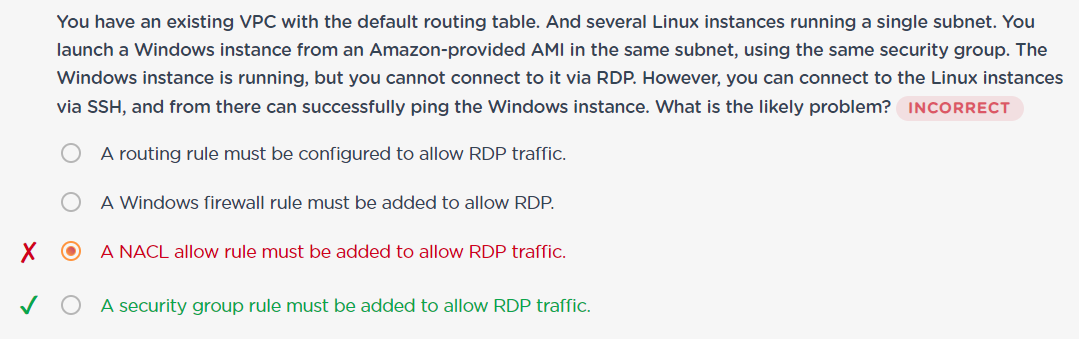 You have an existing VPC with the default routing table. And several Linux instances running a single subnet. You
launch a Windows instance from an Amazon-provided AMI in the same subnet, using the same security group. The
Windows instance is running, but you cannot connect to it via RDP. However, you can connect to the Linux instances
via SSH, and from there can successfully ping the Windows instance. What is the likely problem? INCORRECT
A routing rule must be configured to allow RDP traffic.
A Windows firewall rule must be added to allow RDP.
A NACL allow rule must be added to allow RDP traffic.
A security group rule must be added to allow RDP traffic.